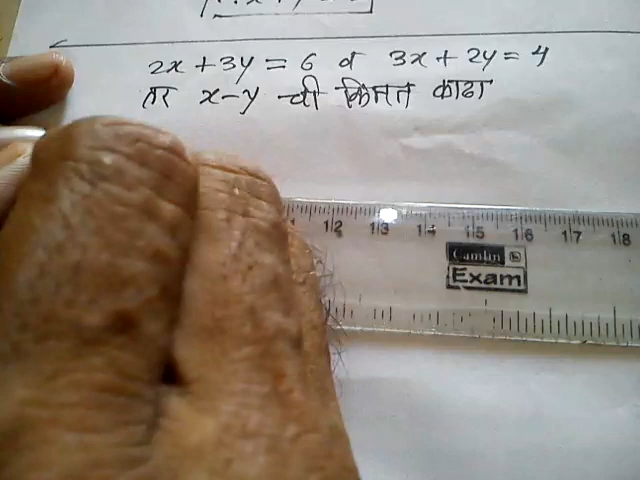 2x + 3y = 6 व 3x + 2y = 4
तर x-y ची किंमत काढा
12 13 14 15 16 17 18
Camlin
Exam